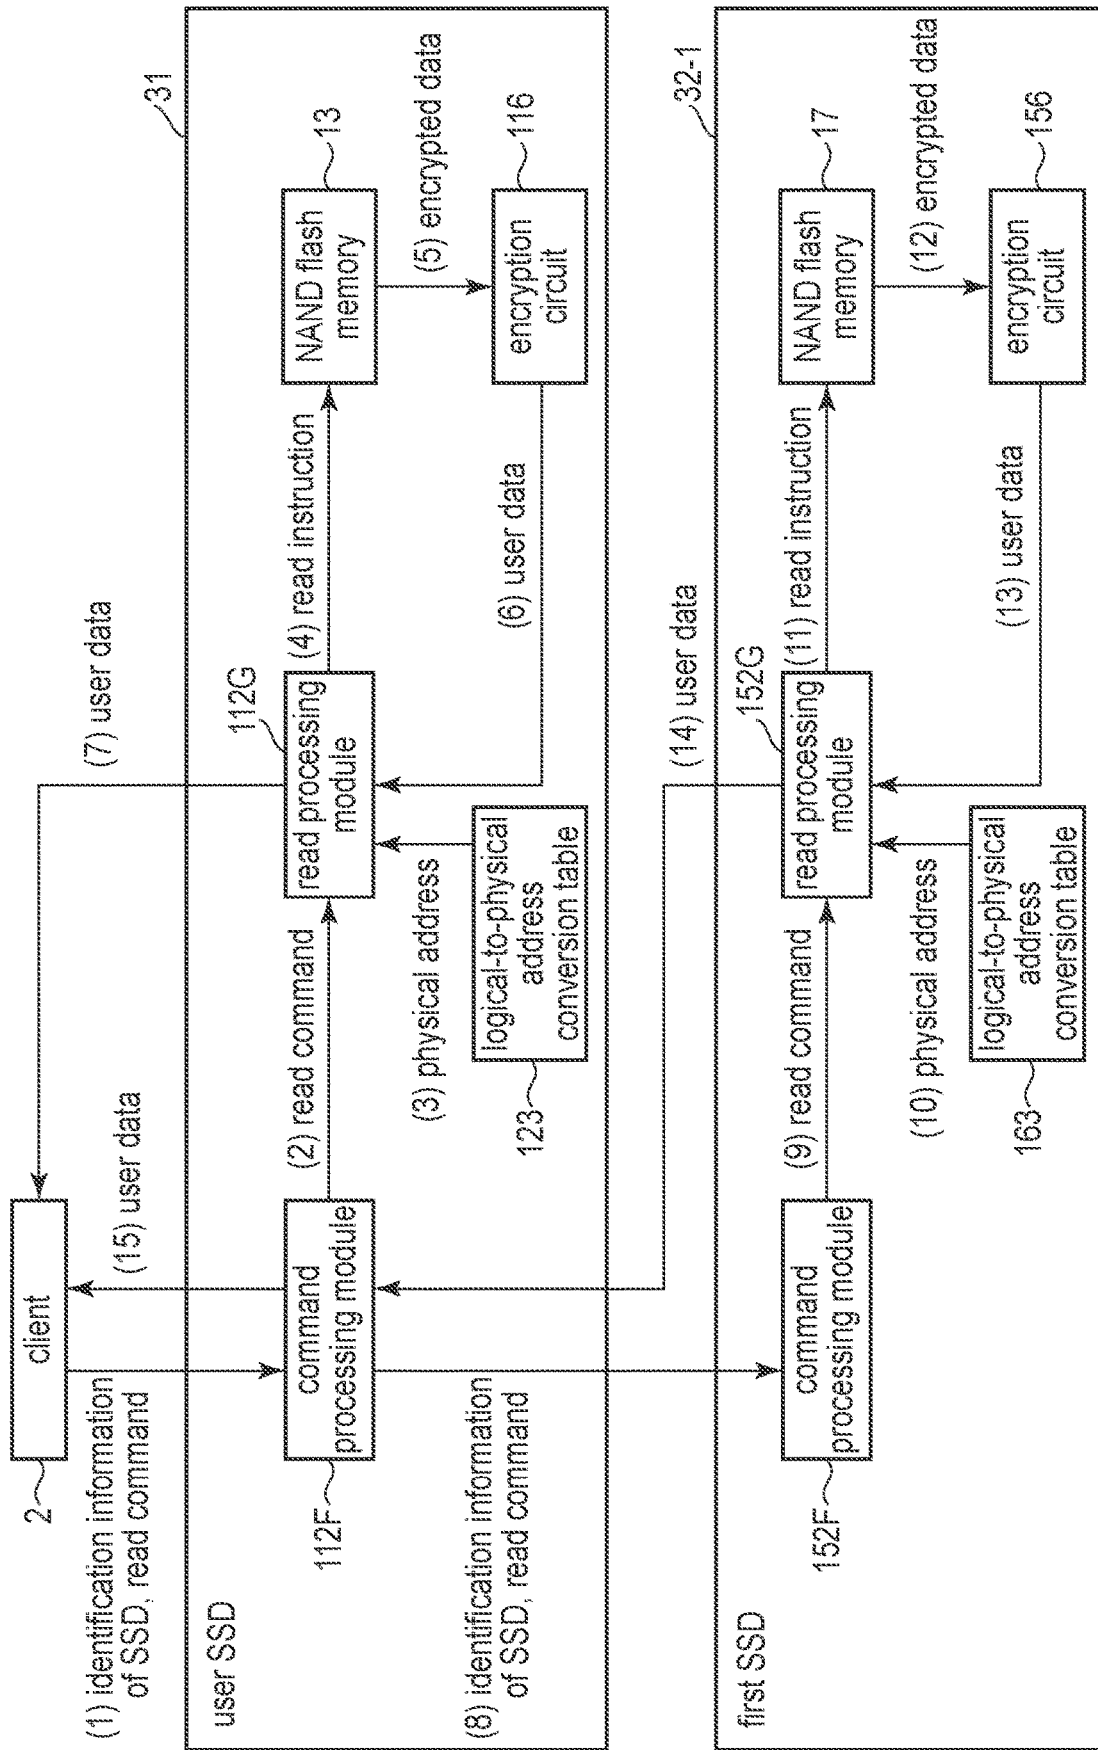 client
2
(1) identification information
of SSD, read command
(15) user data
(7) user data
user SSD
31
command
processing module
112F
(2) read command
read processing
module
112G
(3) physical address
logical-to-physical
address
conversion table
123
(4) read instruction
NAND flash
memory
13
(5) encrypted data
encryption
circuit
116
(6) user data
(8) identification information
of SSD, read command
(14) user data
first SSD
32-1
command
processing module
152F
(9) read command
read processing
module
152G
(10) physical address
logical-to-physical
address
conversion table
163
(11) read instruction
NAND flash
memory
17
(12) encrypted data
encryption
circuit
156
(13) user data